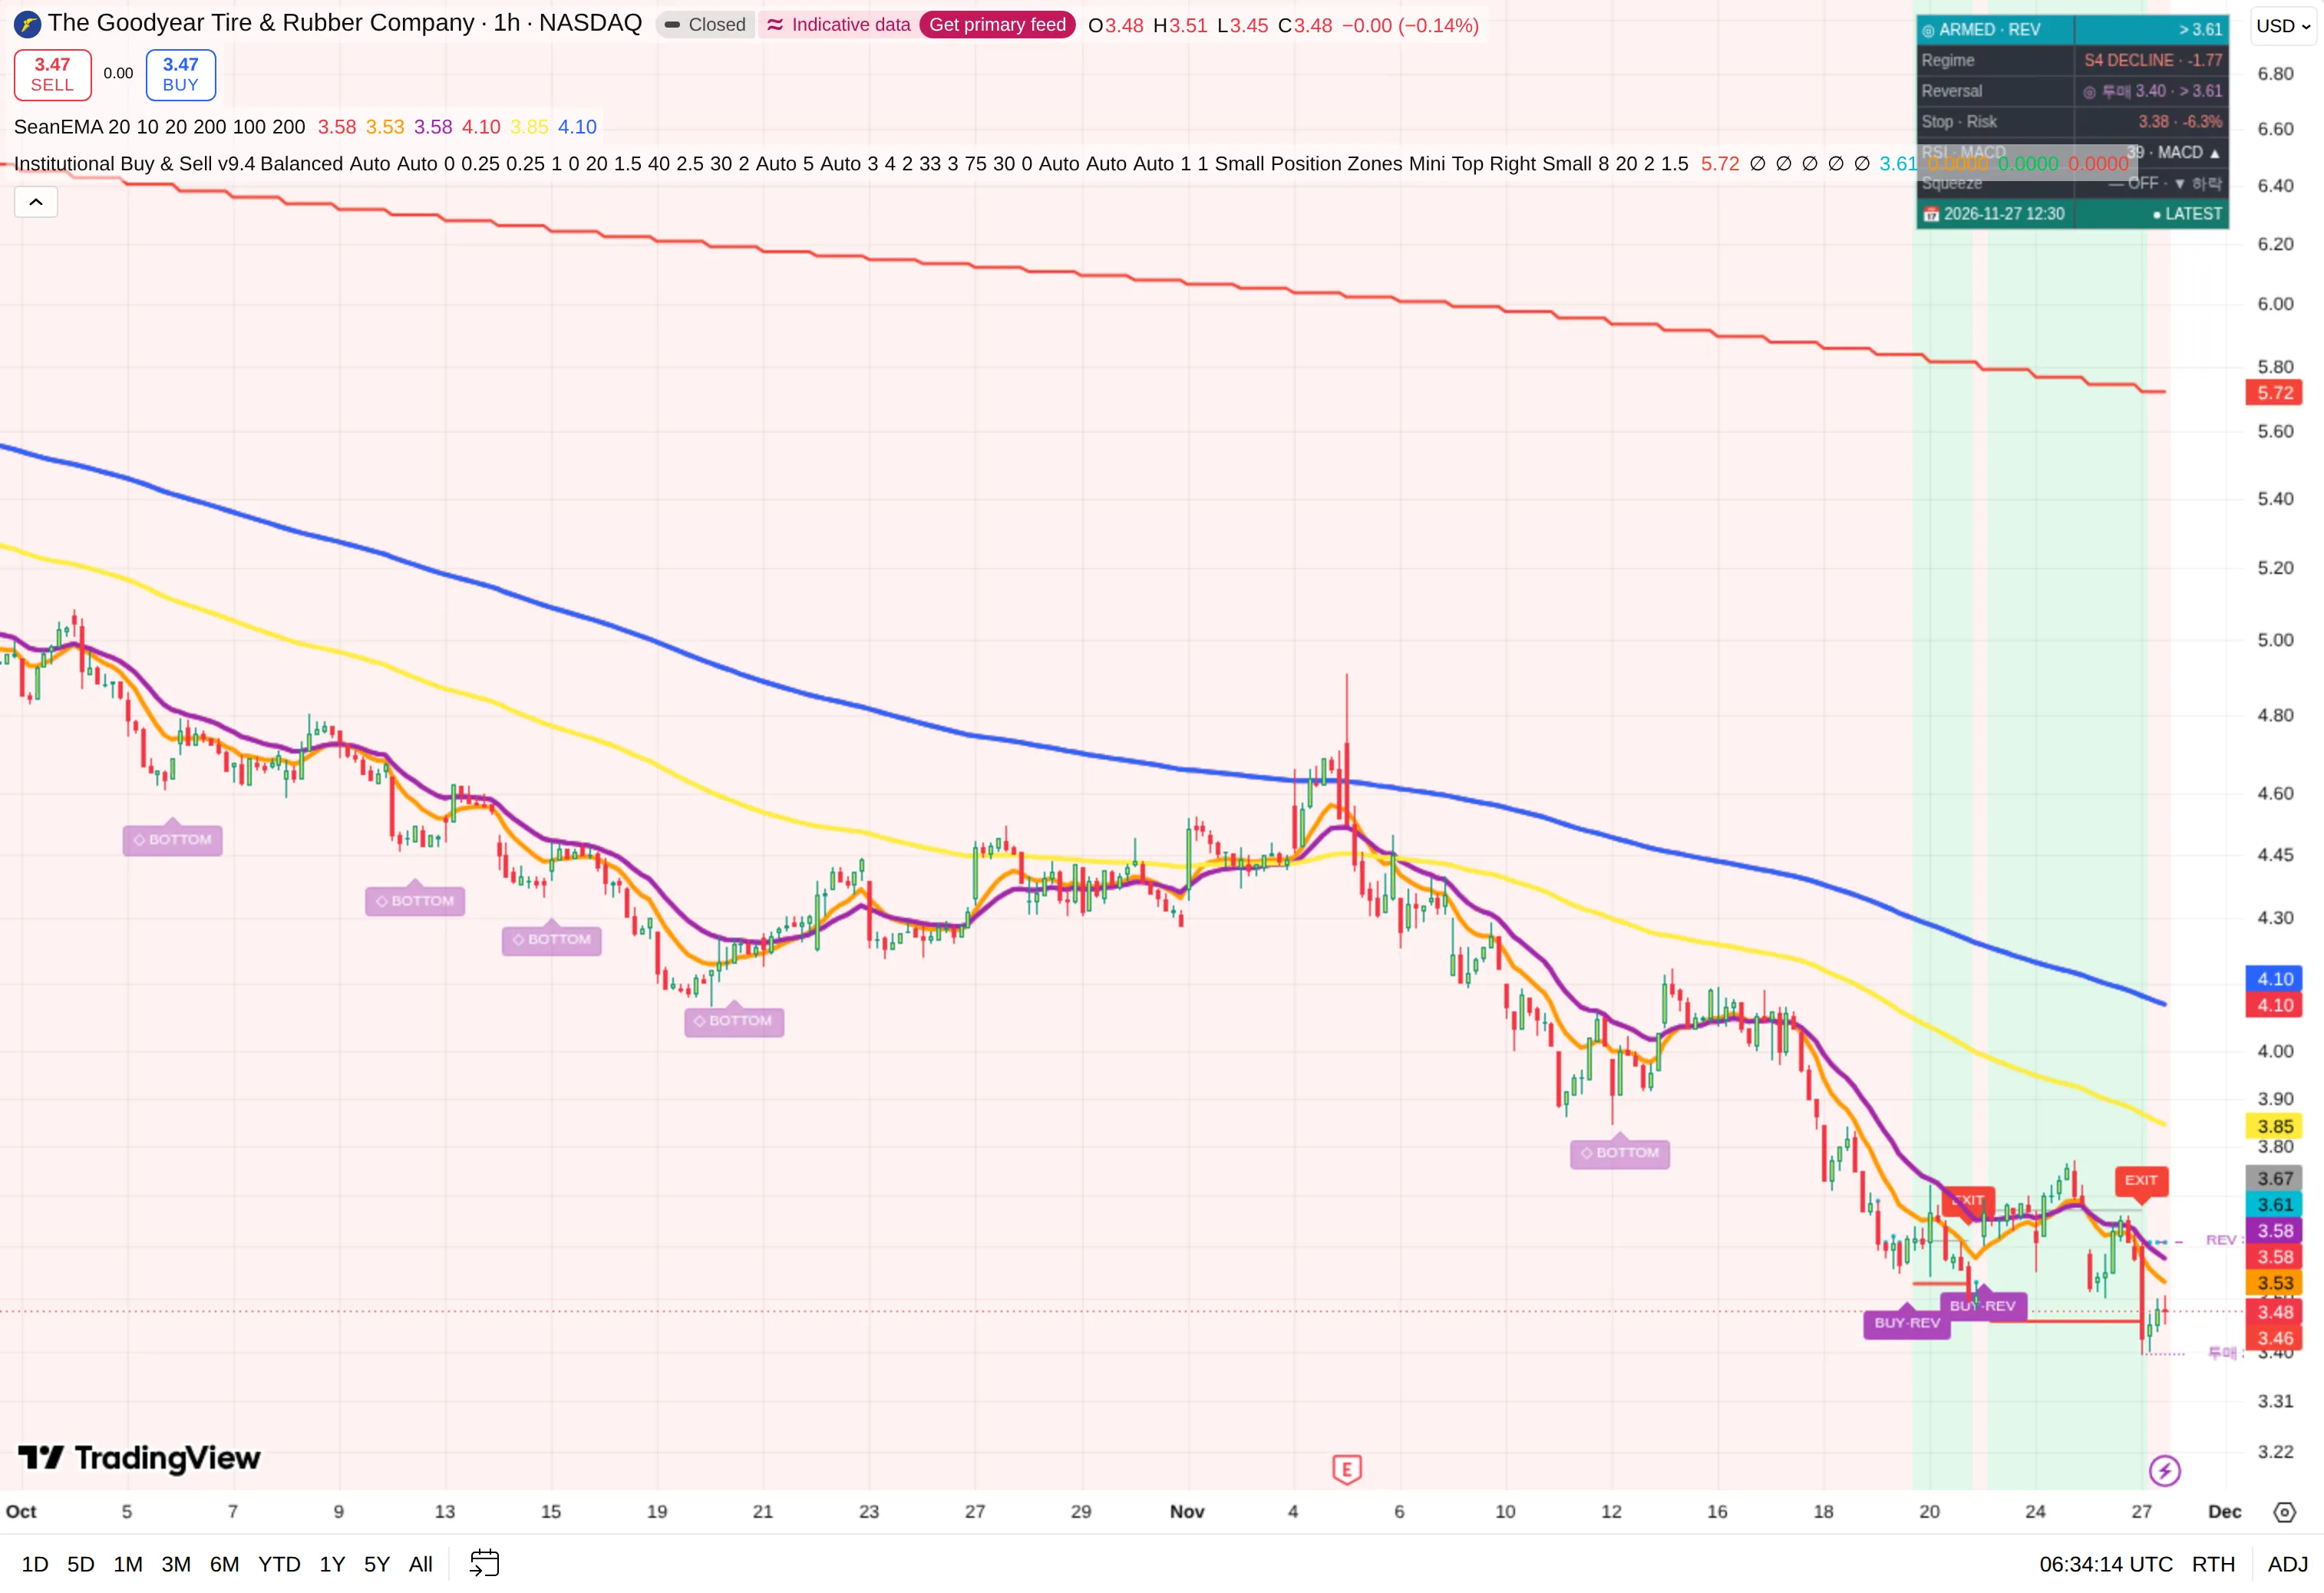 The Goodyear Tire & Rubber Company · 1h · NASDAQ Closed Indicative data Get primary feed O3.48 H3.51 L3.45 C3.48 −0.00 (−0.14%)
3.47 SELL 0.00 3.47 BUY
SeanEMA 20 10 20 200 100 200 3.58 3.53 3.58 4.10 3.85 4.10
Institutional Buy & Sell v9.4 Balanced Auto Auto 0 0.25 0.25 1 0 20 1.5 40 2.5 30 2 Auto 5 Auto 3 4 2 33 3 75 30 0 Auto Auto Auto 1 1 Small Position Zones Mini Top Right Small 8 20 2 1.5 5.72 ∅ ∅ ∅ ∅ ∅ 3.61 0.0000 0.0000 0.0000
◎ ARMED · REV > 3.61
Regime S4 DECLINE · -1.77
Reversal ◎ 투매 3.40 · > 3.61
Stop · Risk 3.38 · -6.3%
RSI · MACD 39 · MACD ▲
Squeeze — OFF · ▼ 하락
2026-11-27 12:30 ● LATEST
USD
6.80
6.60
6.40
6.20
6.00
5.80
5.72
5.60
5.40
5.20
5.00
4.80
4.60
4.45
4.30
4.10
4.10
4.00
3.90
3.85
3.80
3.67
3.61
3.58
3.58
3.53
3.48
3.46
3.40
3.31
3.22
◇ BOTTOM
◇ BOTTOM
◇ BOTTOM
◇ BOTTOM
◇ BOTTOM
EXIT
EXIT
REV :
BUY·REV
BUY·REV
투매 :
TradingView
E
Oct 5 7 9 13 15 19 21 23 27 29 Nov 4 6 10 12 16 18 20 24 27 Dec
1D 5D 1M 3M 6M YTD 1Y 5Y All 06:34:14 UTC RTH ADJ